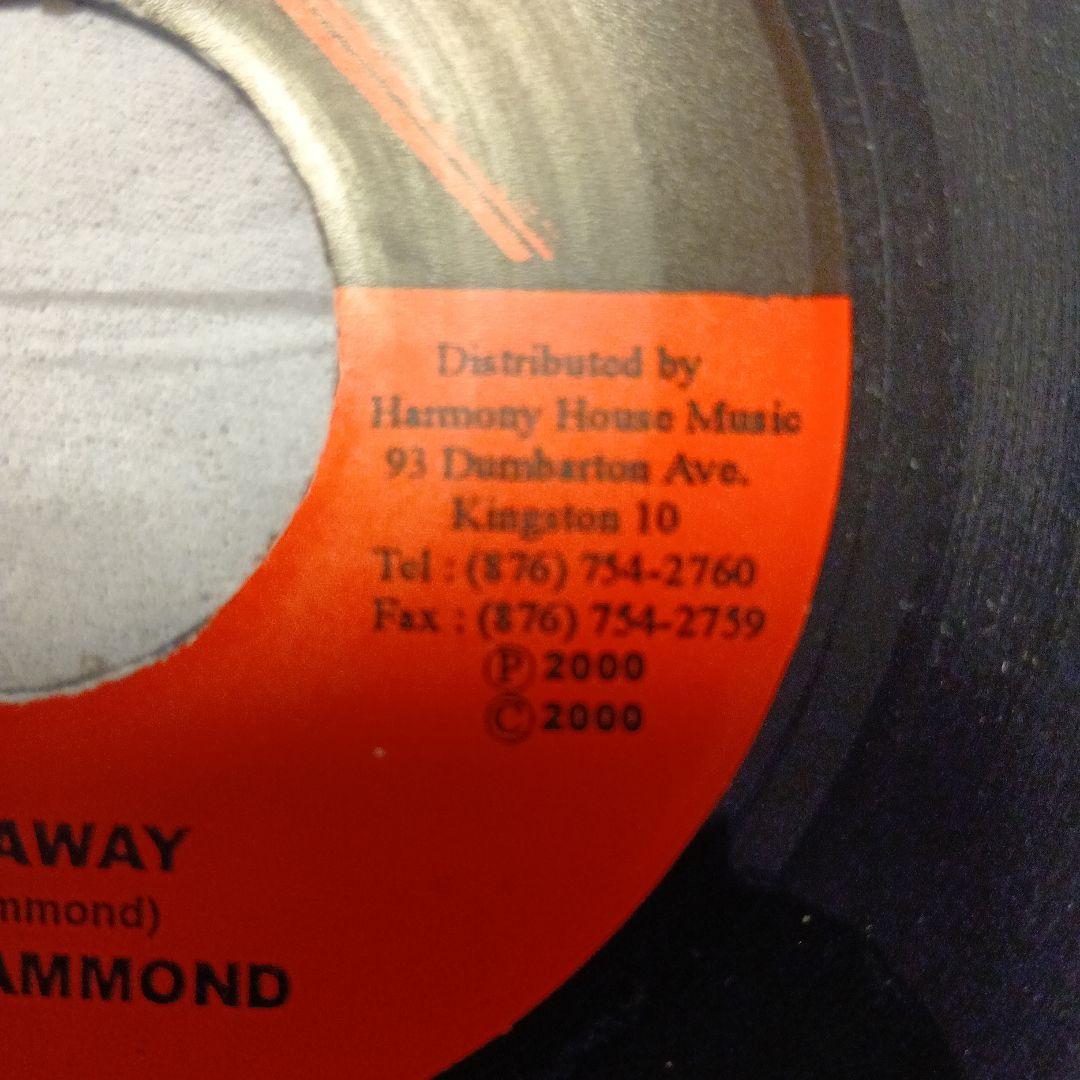 Distributed by
Harmony House Music
93 Dumbarton Ave.
Kingston 10
Tel : (876) 754-2760
Fax : (876) 754-2759
Ⓟ 2000
Ⓒ 2000
AWAY
mmond)
AMMOND